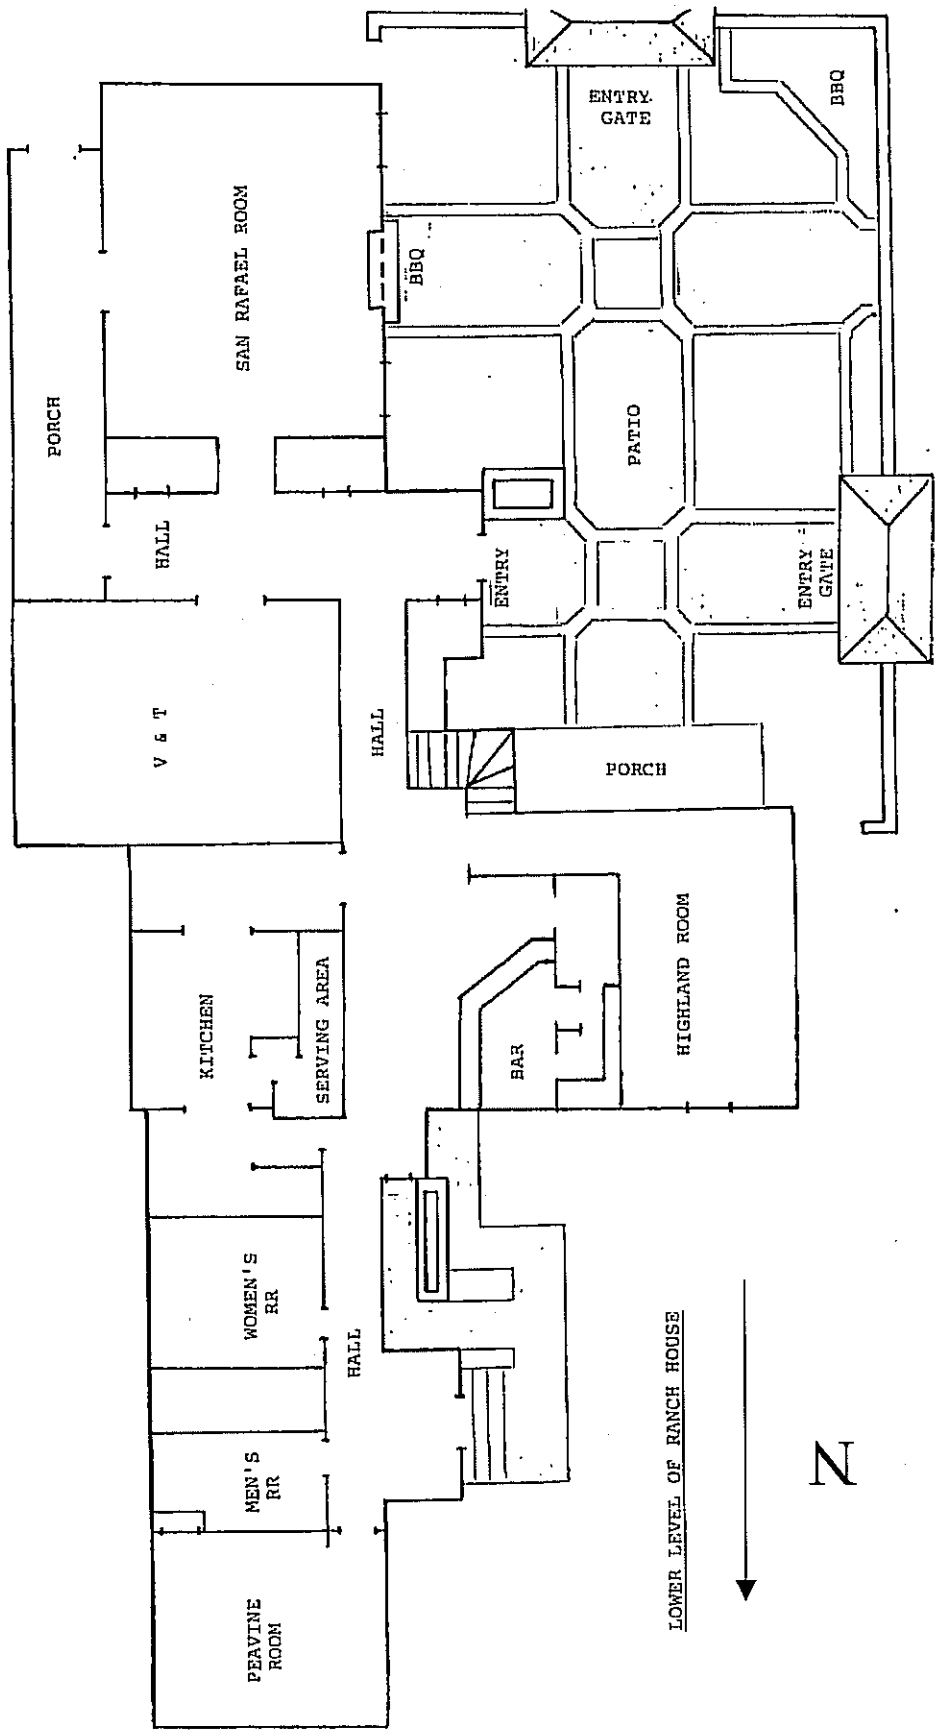 PORCH
SAN RAFAEL ROOM
ENTRY
GATE
BBQ
BBQ
HALL
PATIO
ENTRY
ENTRY
GATE
V & T
HALL
PORCH
KITCHEN
SERVING AREA
BAR
HIGHLAND ROOM
WOMEN'S
RR
HALL
MEN'S
RR
PEAVINE
ROOM
LOWER LEVEL OF RANCH HOUSE
N